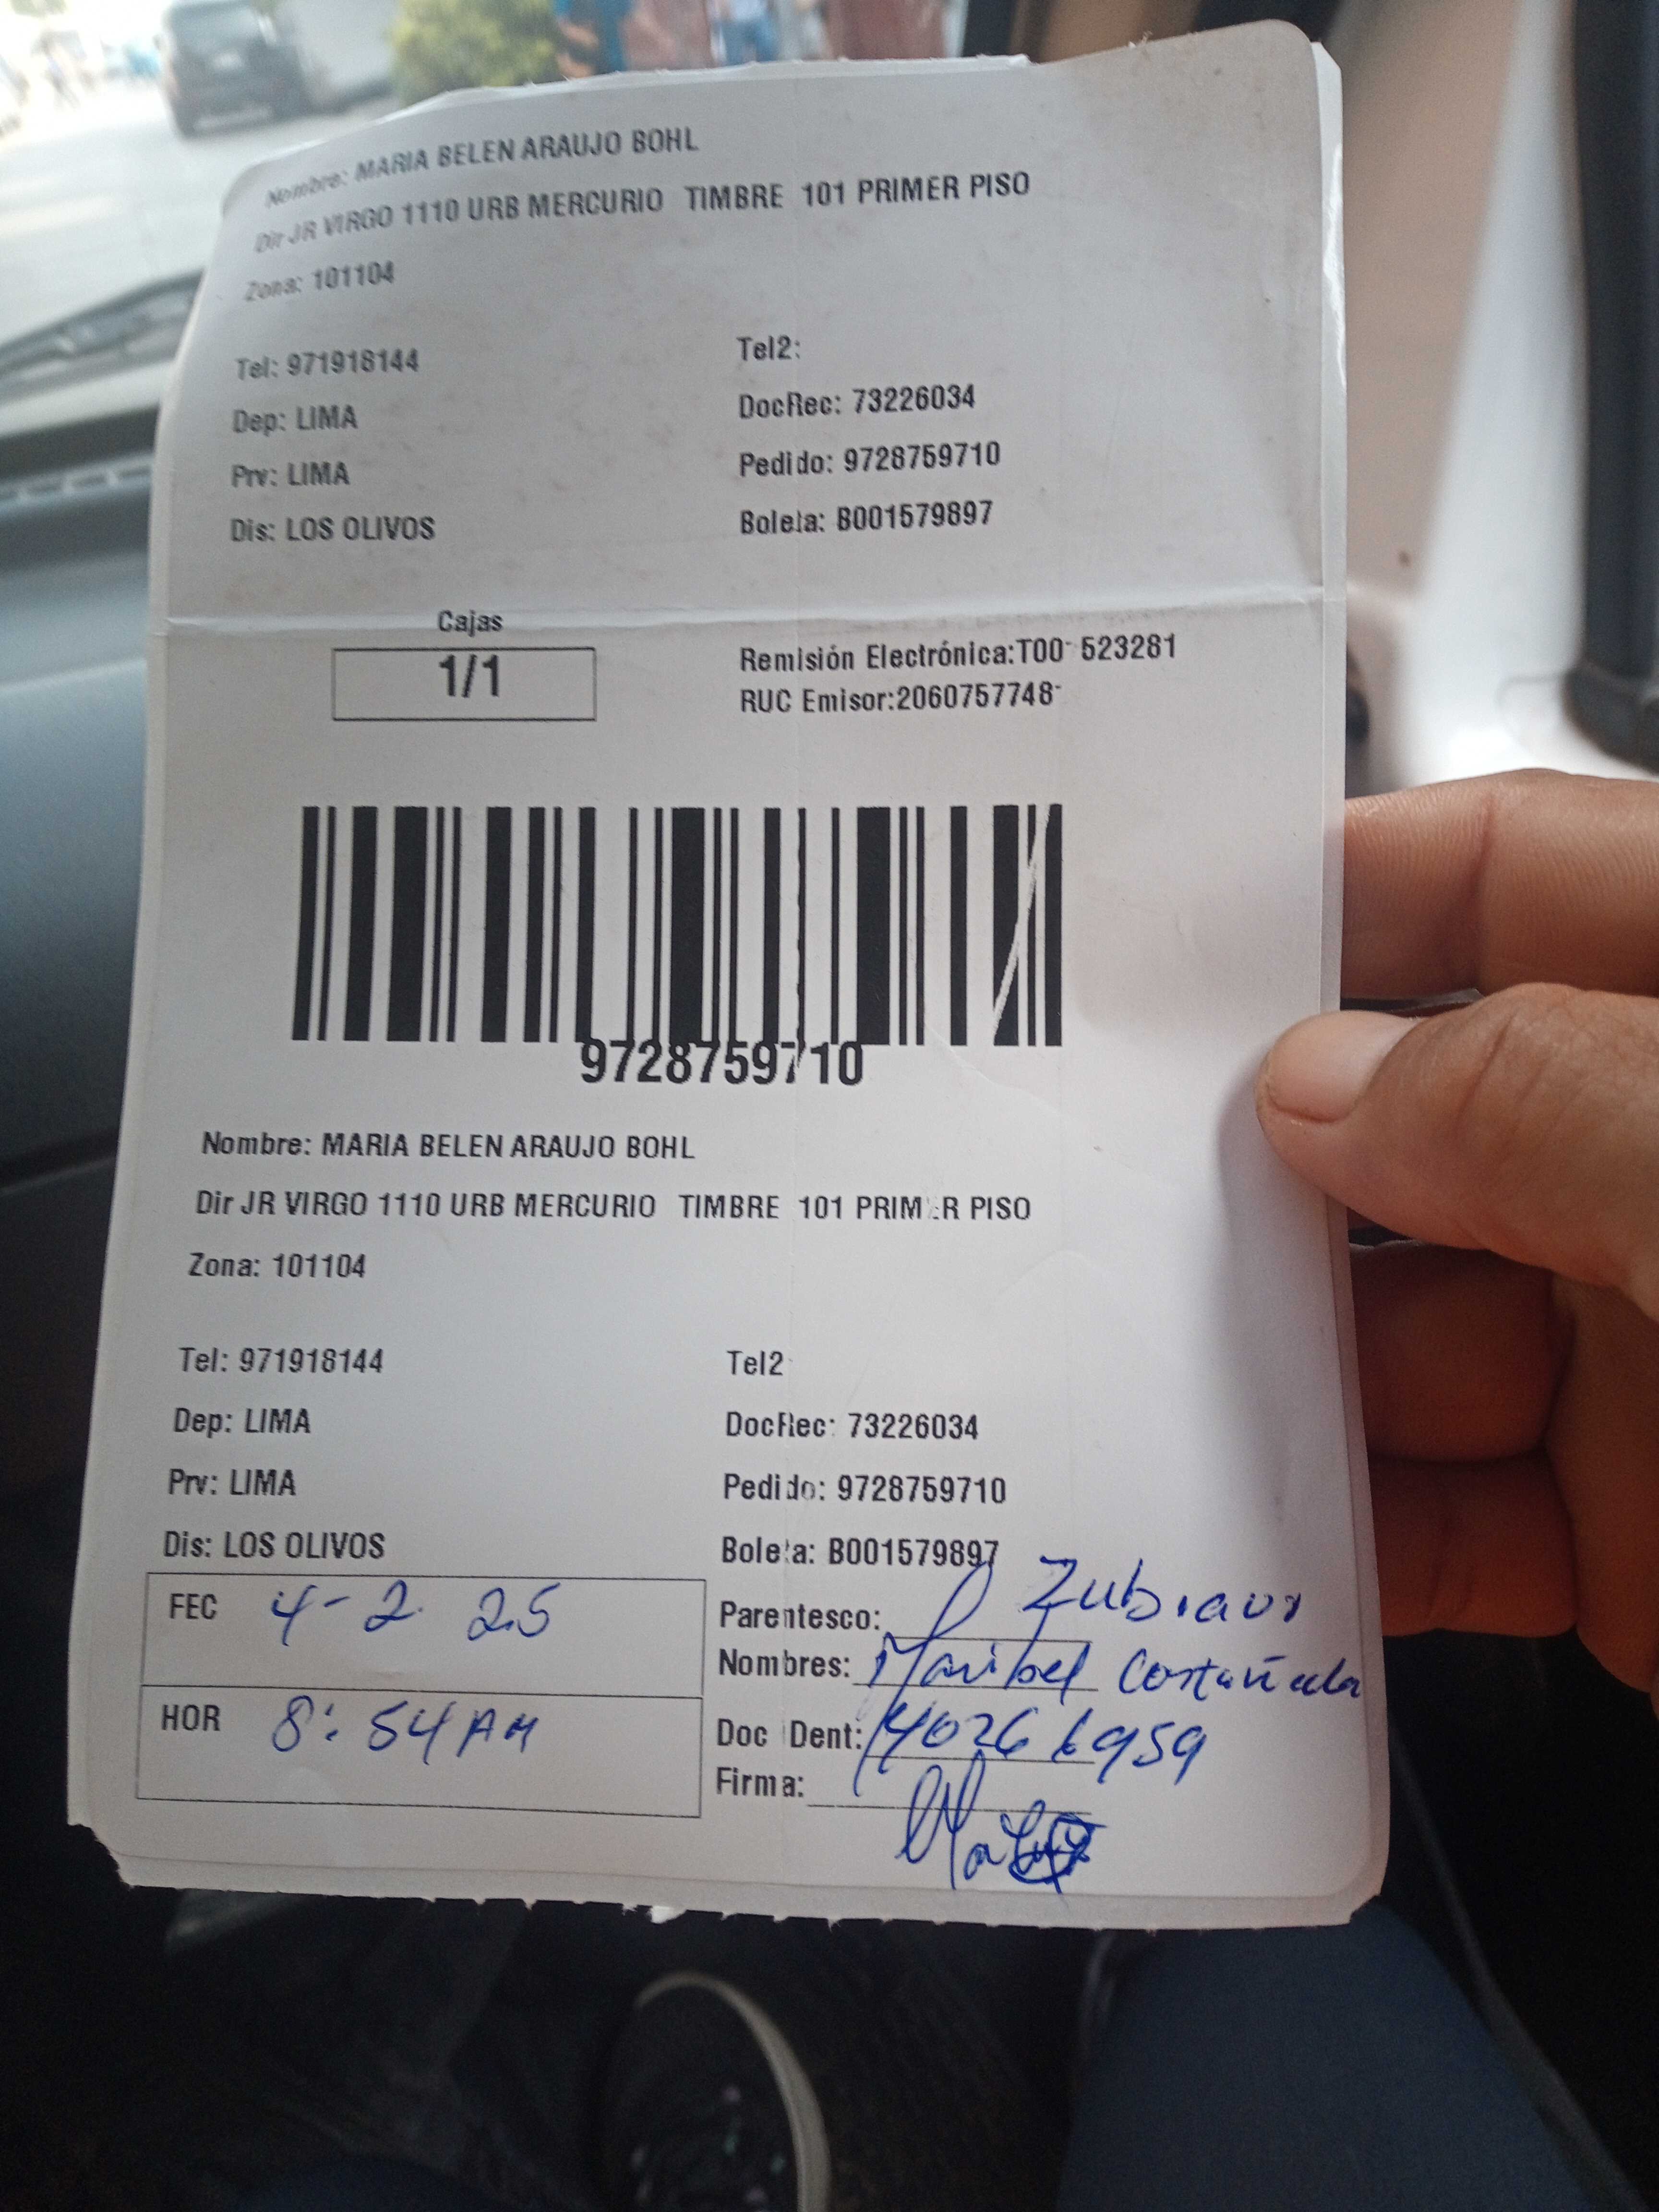 Nombre: MARIA BELEN ARAUJO BOHL
Dir JR VIRGO 1110 URB MERCURIO TIMBRE 101 PRIMER PISO
Zona: 101104
Tel: 971918144 Tel2:
Dep: LIMA DocRec: 73226034
Prv: LIMA Pedido: 9728759710
Dis: LOS OLIVOS Boleta: B001579897
Cajas
1/1
Remisión Electrónica:T00 523281
RUC Emisor:2060757748
9728759710
Nombre: MARIA BELEN ARAUJO BOHL
Dir JR VIRGO 1110 URB MERCURIO TIMBRE 101 PRIMER PISO
Zona: 101104
Tel: 971918144 Tel2
Dep: LIMA DocRec: 73226034
Prv: LIMA Pedido: 9728759710
Dis: LOS OLIVOS Boleta: B001579897
FEC 4-2. 25
HOR 8:54 AM
Parentesco:
Nombres: Maribel Castañeda
Doc Dent: 40266959
Firma: